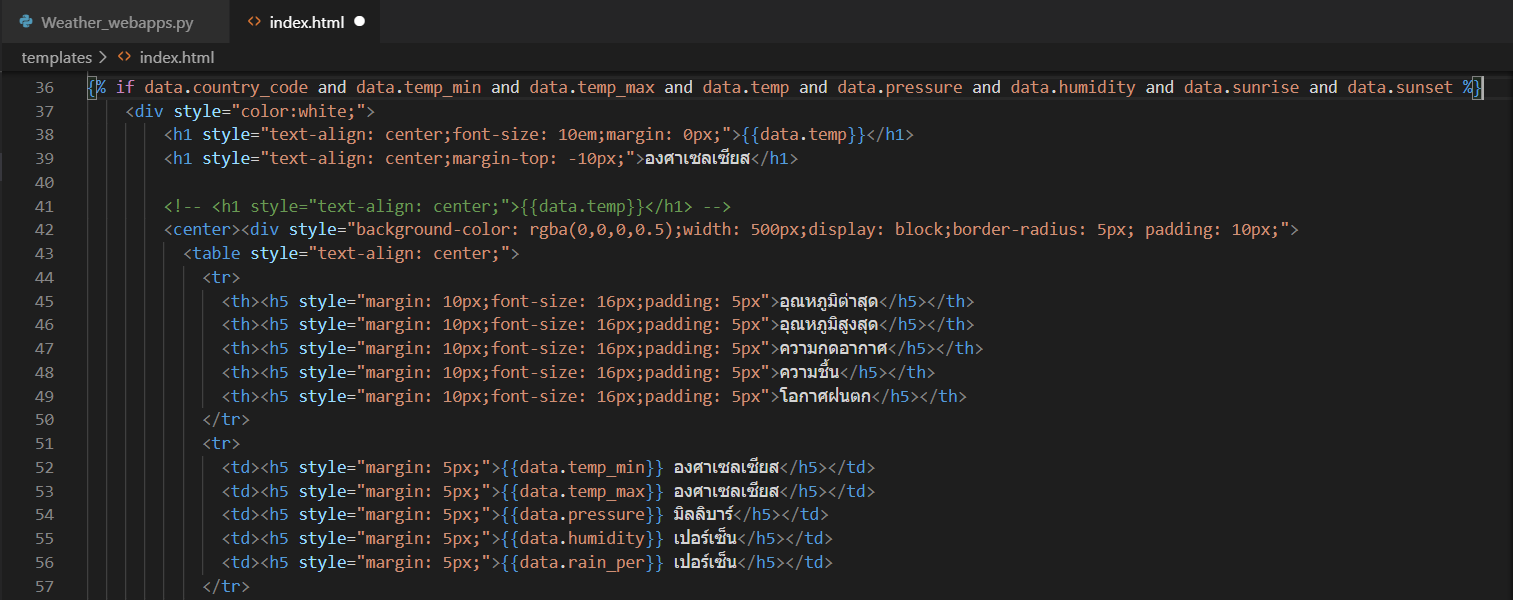 Weather_webapps.py index.html
templates > index.html
36 {% if data.country_code and data.temp_min and data.temp_max and data.temp and data.pressure and data.humidity and data.sunrise and data.sunset %}
37 <div style="color:white;">
38 <h1 style="text-align: center;font-size: 10em;margin: 0px;">{{data.temp}}</h1>
39 <h1 style="text-align: center;margin-top: -10px;">องศาเซลเซียส</h1>
40
41 <!-- <h1 style="text-align: center;">{{data.temp}}</h1> -->
42 <center><div style="background-color: rgba(0,0,0,0.5);width: 500px;display: block;border-radius: 5px; padding: 10px;">
43 <table style="text-align: center;">
44 <tr>
45 <th><h5 style="margin: 10px;font-size: 16px;padding: 5px">อุณหภูมิต่ำสุด</h5></th>
46 <th><h5 style="margin: 10px;font-size: 16px;padding: 5px">อุณหภูมิสูงสุด</h5></th>
47 <th><h5 style="margin: 10px;font-size: 16px;padding: 5px">ความกดอากาศ</h5></th>
48 <th><h5 style="margin: 10px;font-size: 16px;padding: 5px">ความชื้น</h5></th>
49 <th><h5 style="margin: 10px;font-size: 16px;padding: 5px">โอกาศฝนตก</h5></th>
50 </tr>
51 <tr>
52 <td><h5 style="margin: 5px;">{{data.temp_min}} องศาเซลเซียส</h5></td>
53 <td><h5 style="margin: 5px;">{{data.temp_max}} องศาเซลเซียส</h5></td>
54 <td><h5 style="margin: 5px;">{{data.pressure}} มิลลิบาร์</h5></td>
55 <td><h5 style="margin: 5px;">{{data.humidity}} เปอร์เซ็น</h5></td>
56 <td><h5 style="margin: 5px;">{{data.rain_per}} เปอร์เซ็น</h5></td>
57 </tr>